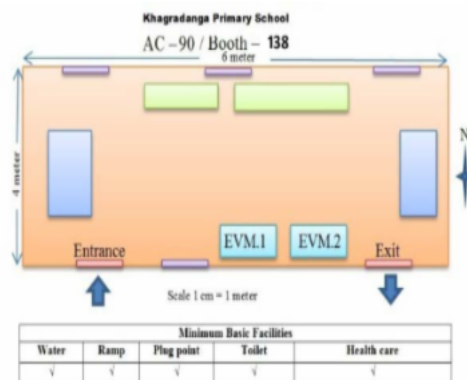 Khagradanga Primary School
AC – 90 / Booth – 138
6 meter
4 meter
N
EVM.1 EVM.2
Entrance Exit
Scale 1 cm = 1 meter
Minimum Basic Facilities
Water Ramp Plug point Toilet Health care
√ √ √ √ √